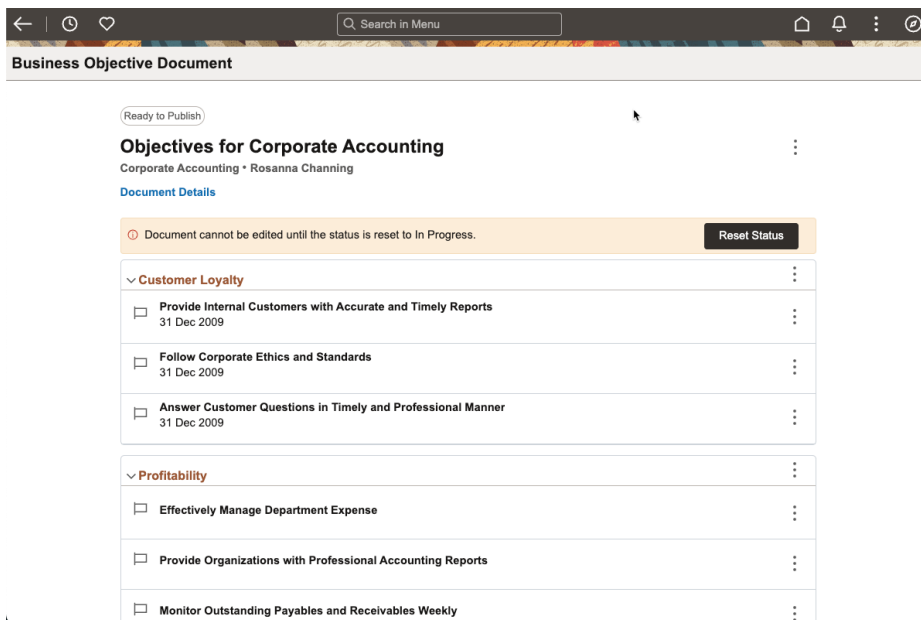 Search in Menu
Business Objective Document
Ready to Publish
Objectives for Corporate Accounting
Corporate Accounting • Rosanna Channing
Document Details
Document cannot be edited until the status is reset to In Progress.
Reset Status
Customer Loyalty
Provide Internal Customers with Accurate and Timely Reports
31 Dec 2009
Follow Corporate Ethics and Standards
31 Dec 2009
Answer Customer Questions in Timely and Professional Manner
31 Dec 2009
Profitability
Effectively Manage Department Expense
Provide Organizations with Professional Accounting Reports
Monitor Outstanding Payables and Receivables Weekly